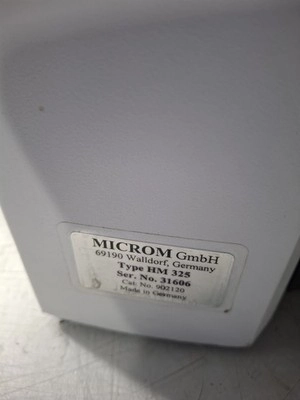 MICROM GmbH
69190 Walldorf, Germany
Type HM 325
Ser. No. 31606
Cat. No. 902120
Made in Germany